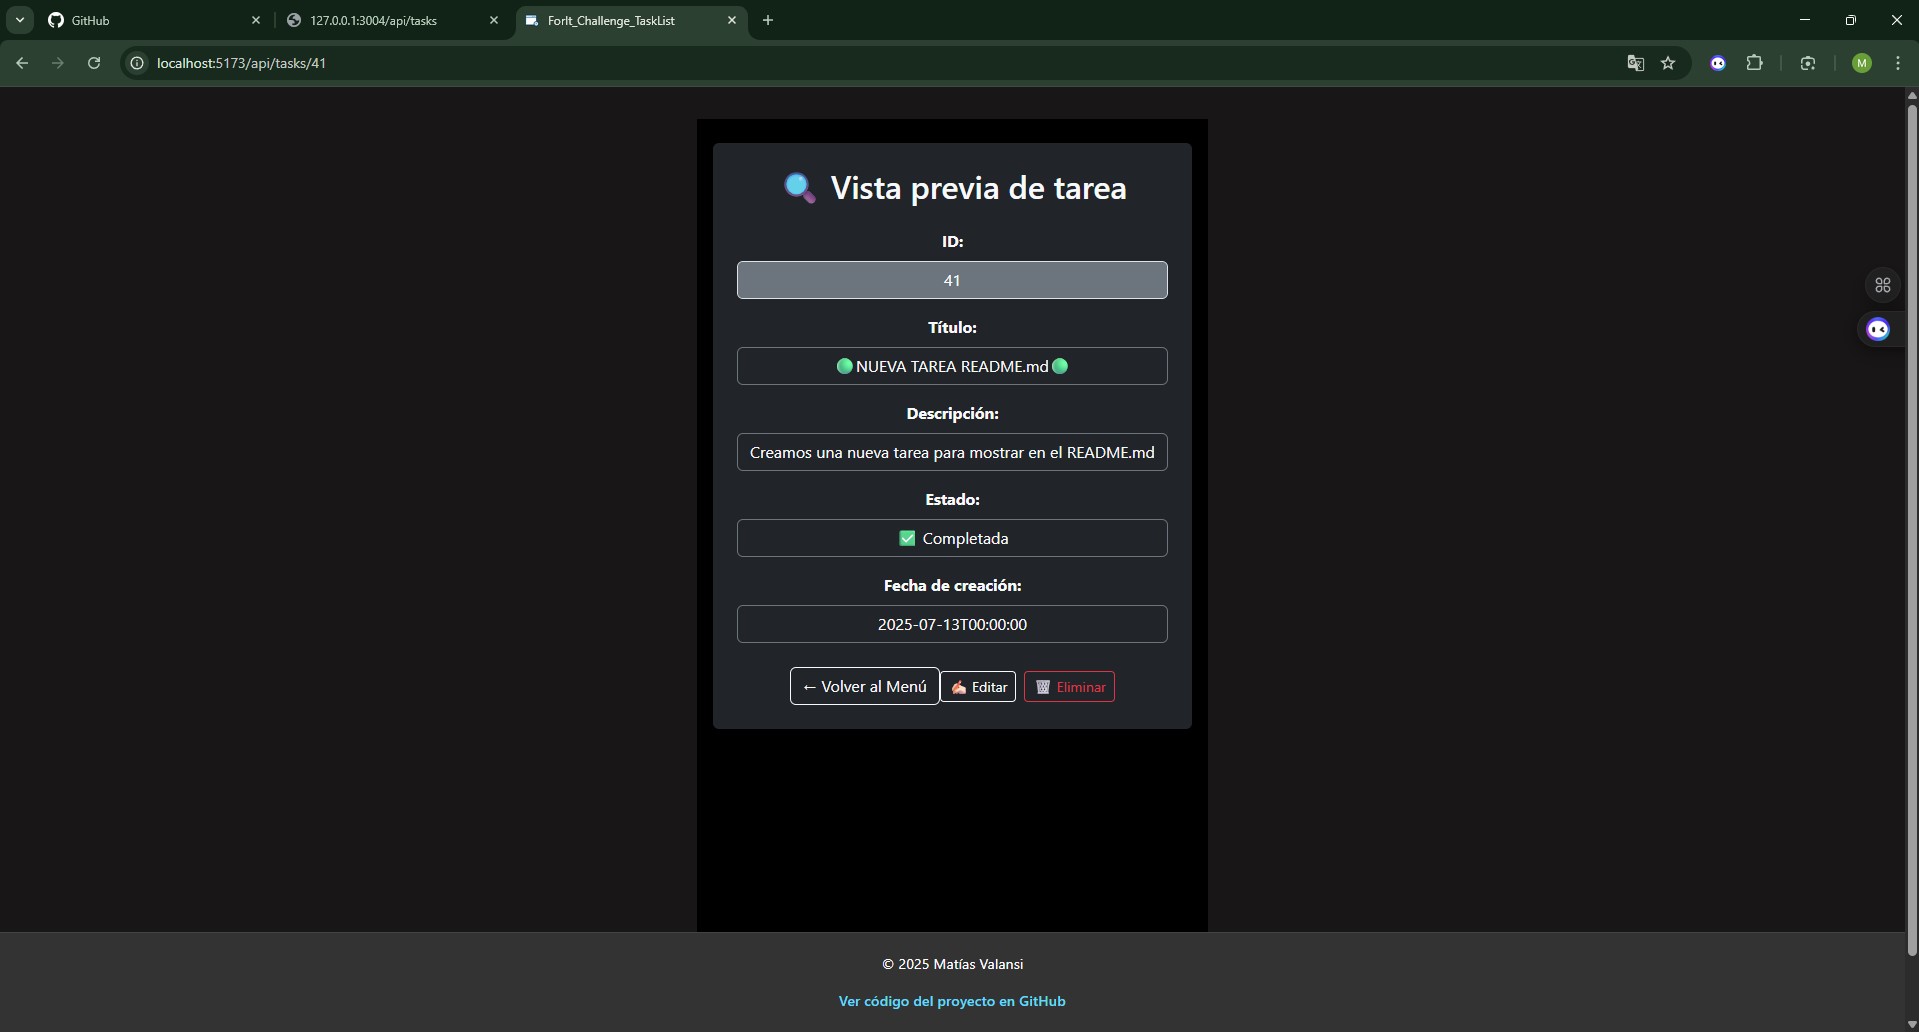 GitHub
127.0.0.1:3004/api/tasks
ForIt_Challenge_TaskList
localhost:5173/api/tasks/41
M
Vista previa de tarea
ID:
41
Título:
NUEVA TAREA README.md
Descripción:
Creamos una nueva tarea para mostrar en el README.md
Estado:
✅ Completada
Fecha de creación:
2025-07-13T00:00:00
← Volver al Menú
Editar
Eliminar
© 2025 Matías Valansi
Ver código del proyecto en GitHub